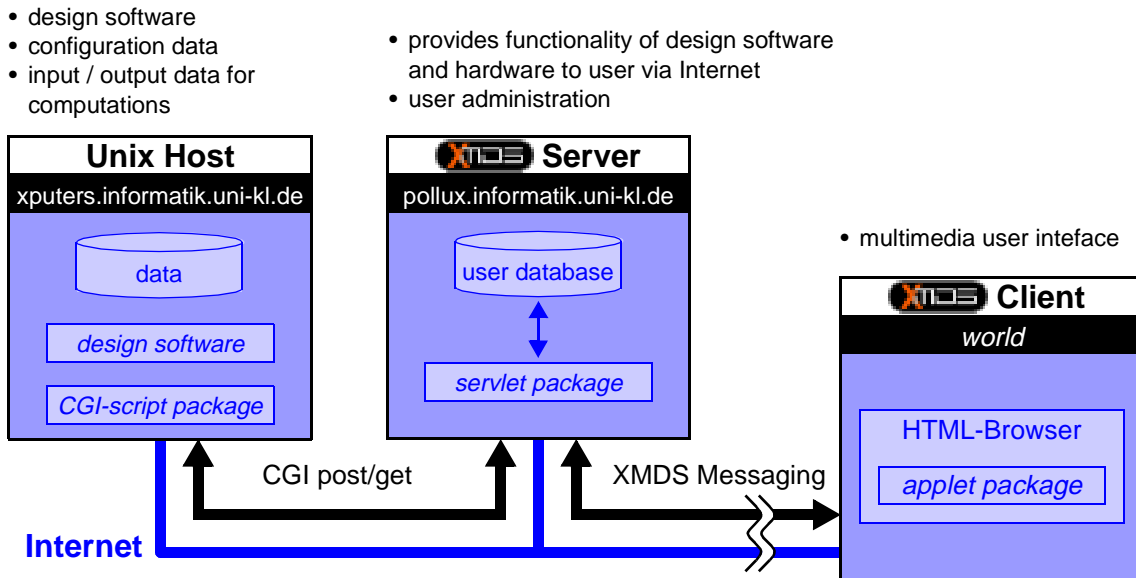 • design software
• configuration data
• input / output data for
computations
• provides functionality of design software
and hardware to user via Internet
• user administration
Unix Host
xputers.informatik.uni-kl.de
data
design software
CGI-script package
XMDS Server
pollux.informatik.uni-kl.de
user database
servlet package
• multimedia user inteface
XMDS Client
world
HTML-Browser
applet package
CGI post/get
XMDS Messaging
Internet